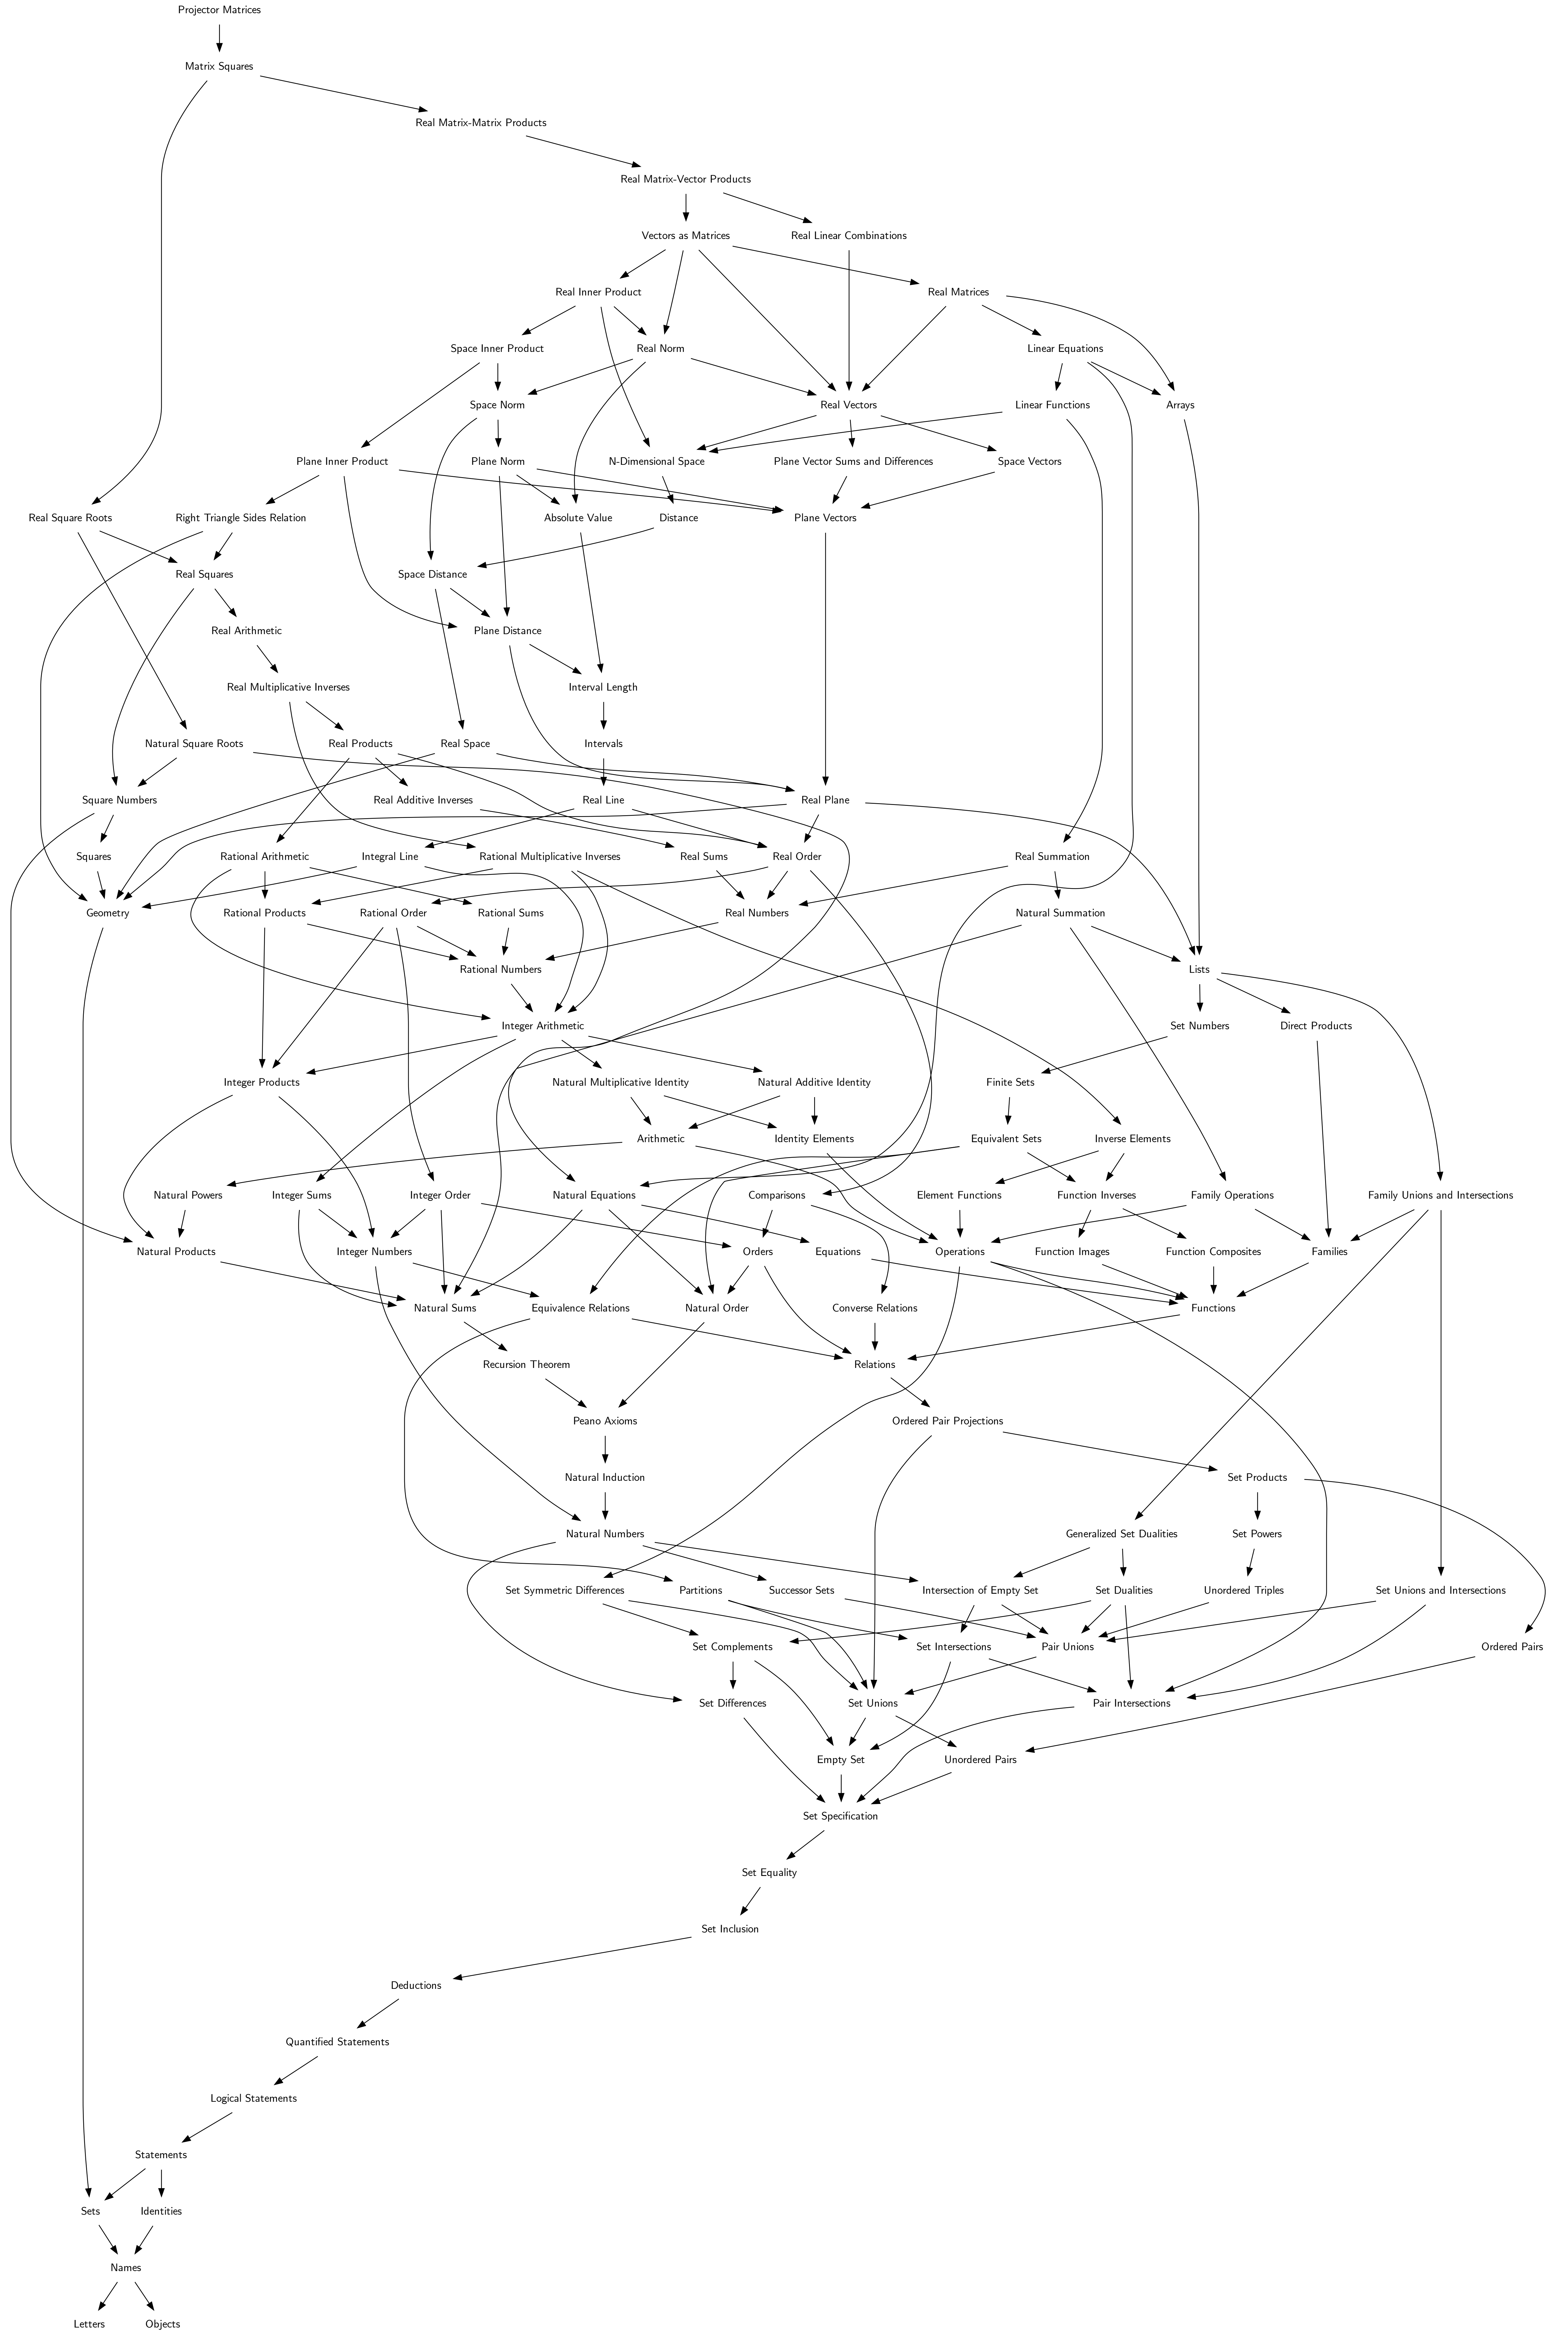 Projector Matrices
Matrix Squares
Real Matrix-Matrix Products
Real Matrix-Vector Products
Vectors as Matrices
Real Linear Combinations
Real Inner Product
Real Matrices
Space Inner Product
Real Norm
Linear Equations
Space Norm
Real Vectors
Linear Functions
Arrays
Plane Inner Product
Plane Norm
N-Dimensional Space
Plane Vector Sums and Differences
Space Vectors
Real Square Roots
Right Triangle Sides Relation
Absolute Value
Distance
Plane Vectors
Real Squares
Space Distance
Real Arithmetic
Plane Distance
Real Multiplicative Inverses
Interval Length
Natural Square Roots
Real Products
Real Space
Intervals
Square Numbers
Real Additive Inverses
Real Line
Real Plane
Squares
Rational Arithmetic
Integral Line
Rational Multiplicative Inverses
Real Sums
Real Order
Real Summation
Geometry
Rational Products
Rational Order
Rational Sums
Real Numbers
Natural Summation
Rational Numbers
Lists
Integer Arithmetic
Set Numbers
Direct Products
Integer Products
Natural Multiplicative Identity
Natural Additive Identity
Finite Sets
Arithmetic
Identity Elements
Equivalent Sets
Inverse Elements
Natural Powers
Integer Sums
Integer Order
Natural Equations
Comparisons
Element Functions
Function Inverses
Family Operations
Family Unions and Intersections
Natural Products
Integer Numbers
Orders
Equations
Operations
Function Images
Function Composites
Families
Natural Sums
Equivalence Relations
Natural Order
Converse Relations
Functions
Recursion Theorem
Relations
Peano Axioms
Ordered Pair Projections
Natural Induction
Set Products
Natural Numbers
Generalized Set Dualities
Set Powers
Set Symmetric Differences
Partitions
Successor Sets
Intersection of Empty Set
Set Dualities
Unordered Triples
Set Unions and Intersections
Set Complements
Set Intersections
Pair Unions
Ordered Pairs
Set Differences
Set Unions
Pair Intersections
Empty Set
Unordered Pairs
Set Specification
Set Equality
Set Inclusion
Deductions
Quantified Statements
Logical Statements
Statements
Sets
Identities
Names
Letters
Objects